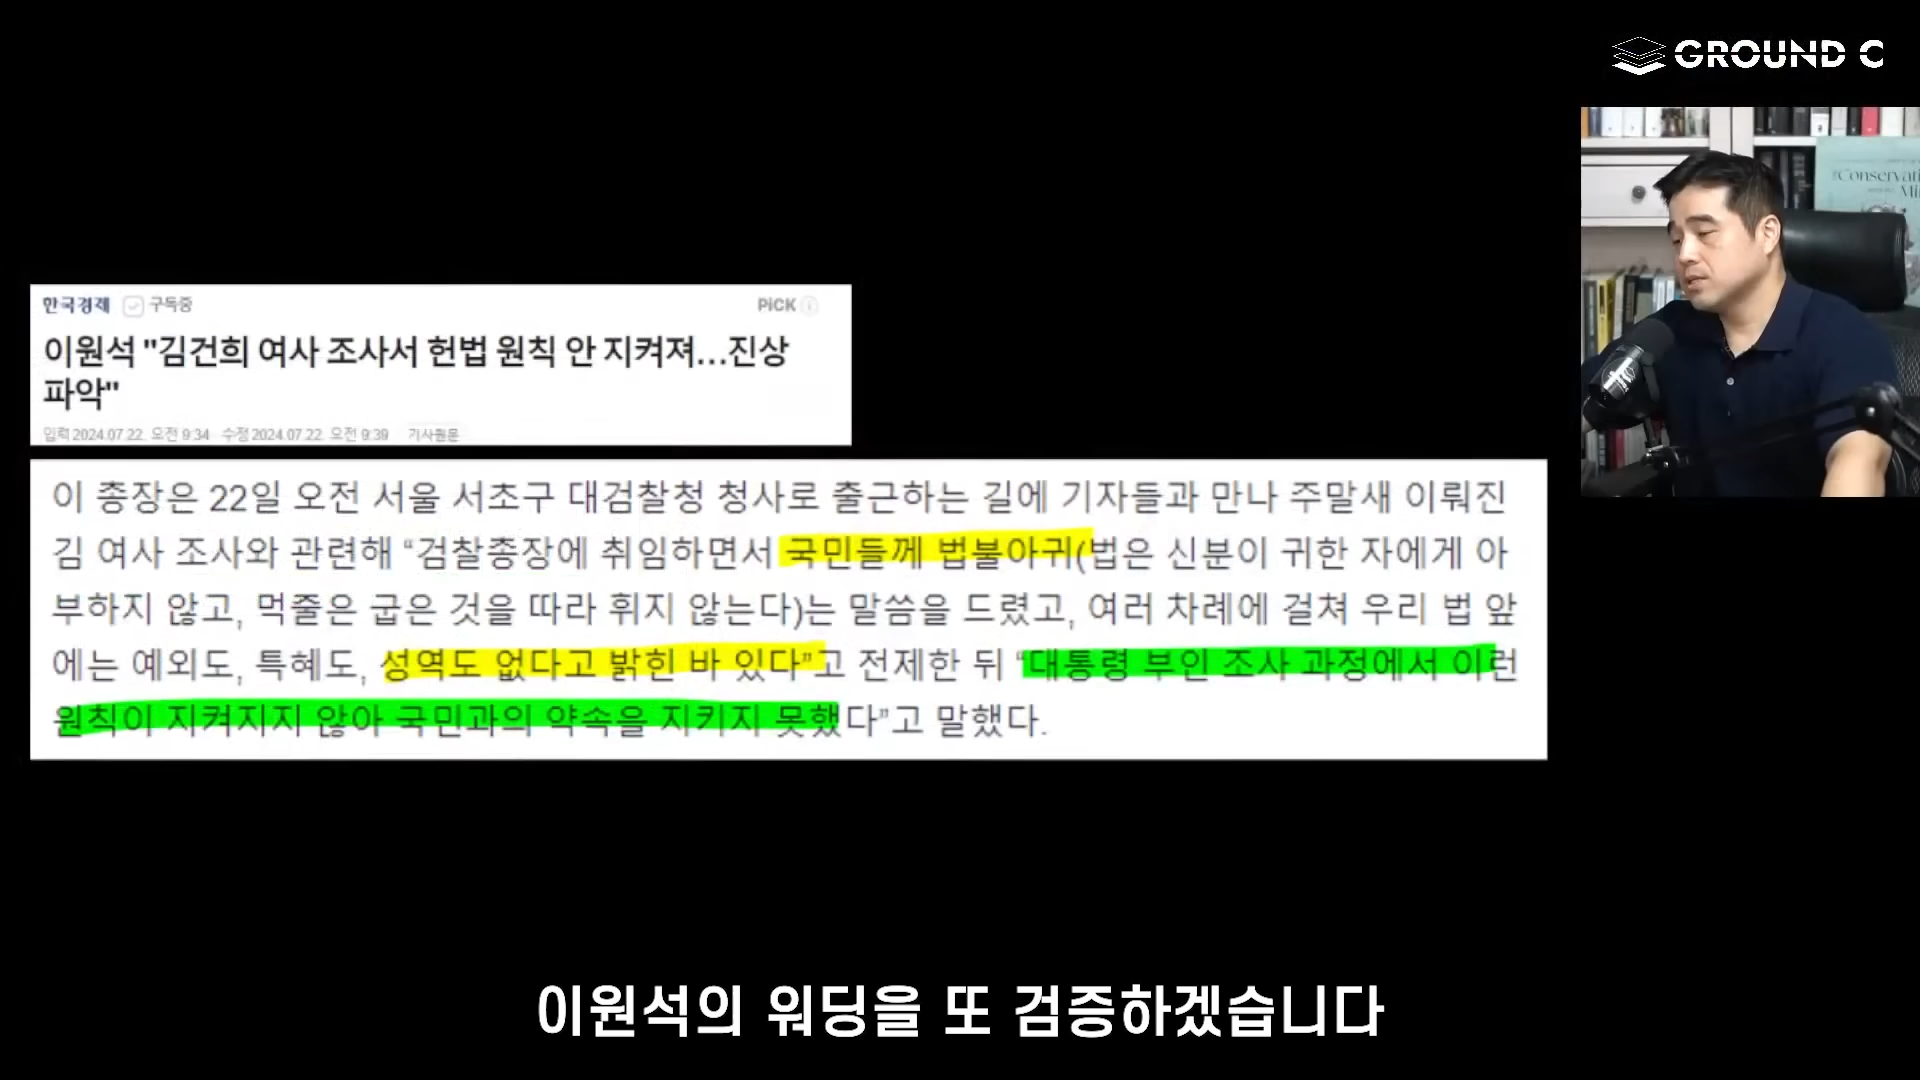 GROUND C
Conservati
Mi
한국경제 구독중 PiCK
이원석 "김건희 여사 조사서 헌법 원칙 안 지켜져…진상
파악"
입력 2024.07.22. 오전 9:34 수정 2024.07.22. 오전 9:39 기사원문
이 총장은 22일 오전 서울 서초구 대검찰청 청사로 출근하는 길에 기자들과 만나 주말새 이뤄진
김 여사 조사와 관련해 “검찰총장에 취임하면서 국민들께 법불아귀(법은 신분이 귀한 자에게 아
부하지 않고, 먹줄은 굽은 것을 따라 휘지 않는다)는 말씀을 드렸고, 여러 차례에 걸쳐 우리 법 앞
에는 예외도, 특혜도, 성역도 없다고 밝힌 바 있다”고 전제한 뒤 “대통령 부인 조사 과정에서 이런
원칙이 지켜지지 않아 국민과의 약속을 지키지 못했다”고 말했다.
이원석의 워딩을 또 검증하겠습니다